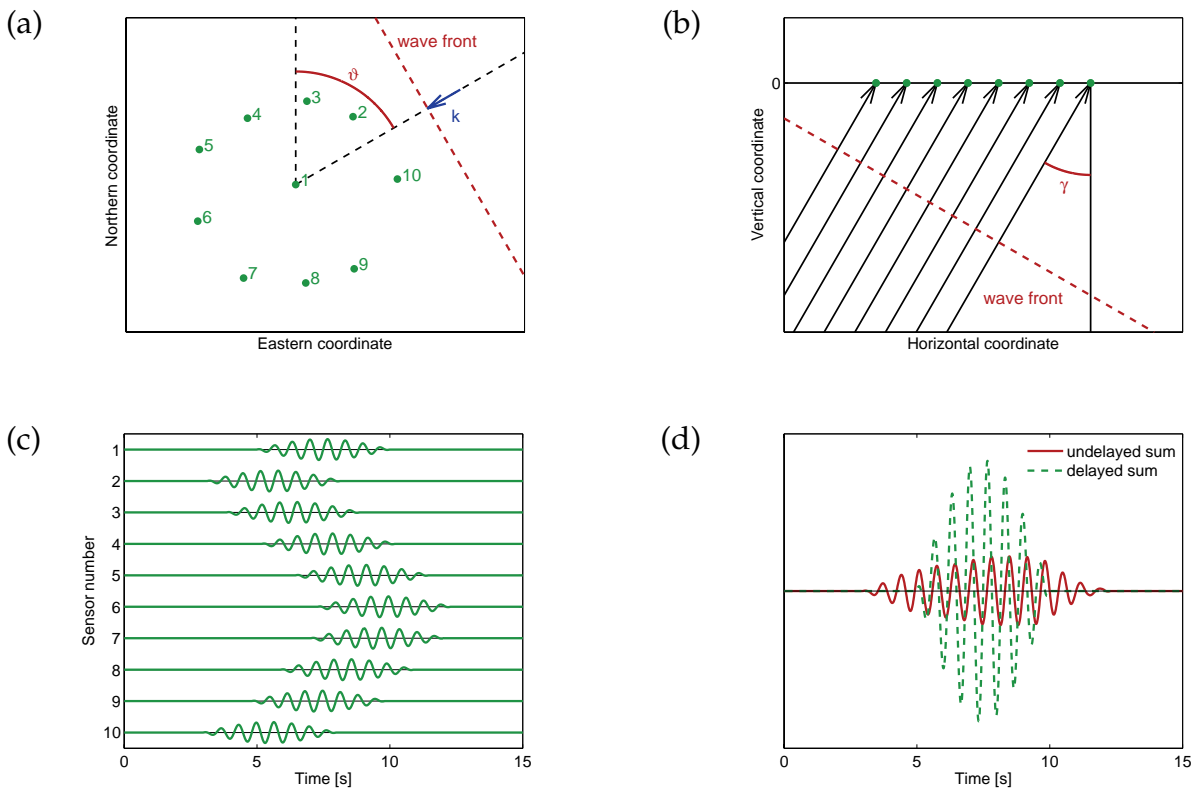 (a)
wave front
ϑ
k
3
2
4
5
1
10
6
7
8
9
Northern coordinate
Eastern coordinate
(b)
0
γ
wave front
Vertical coordinate
Horizontal coordinate
(c)
1
2
3
4
5
6
7
8
9
10
Sensor number
0 5 10 15
Time [s]
(d)
undelayed sum
delayed sum
0 5 10 15
Time [s]